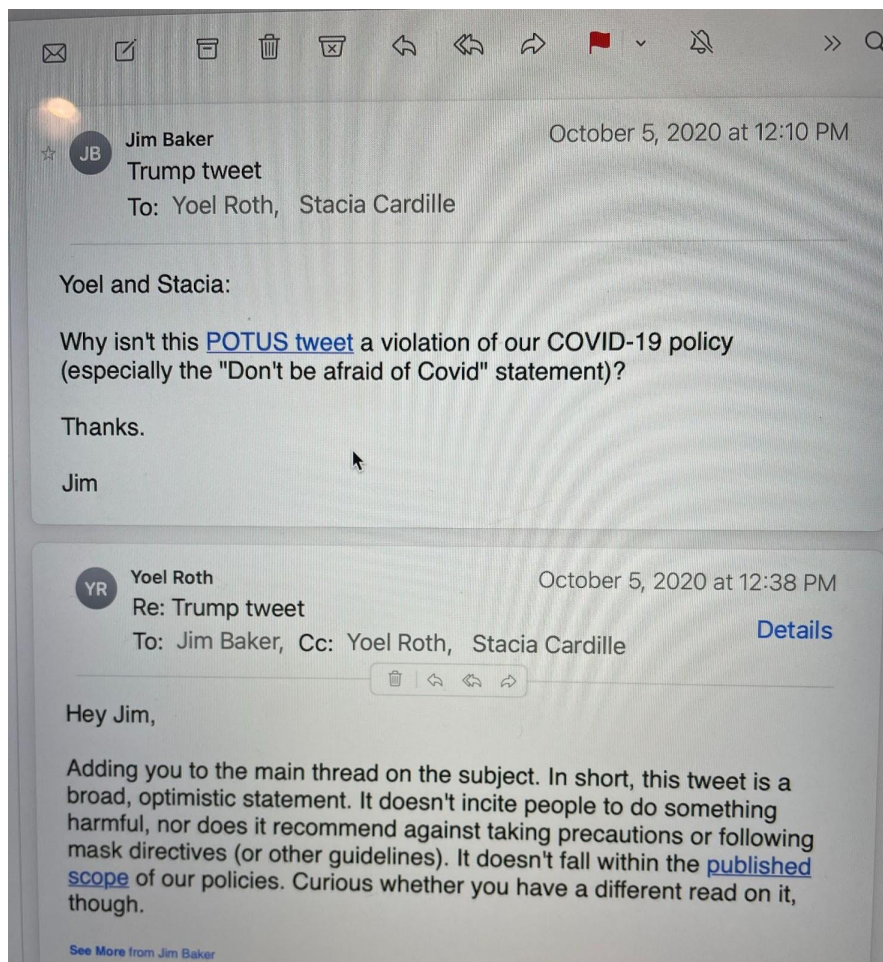 JB
Jim Baker
October 5, 2020 at 12:10 PM
Trump tweet
To: Yoel Roth, Stacia Cardille
Yoel and Stacia:
Why isn't this POTUS tweet a violation of our COVID-19 policy
(especially the "Don't be afraid of Covid" statement)?
Thanks.
Jim
YR
Yoel Roth
October 5, 2020 at 12:38 PM
Re: Trump tweet
Details
To: Jim Baker, Cc: Yoel Roth, Stacia Cardille
Hey Jim,
Adding you to the main thread on the subject. In short, this tweet is a
broad, optimistic statement. It doesn't incite people to do something
harmful, nor does it recommend against taking precautions or following
mask directives (or other guidelines). It doesn't fall within the published
scope of our policies. Curious whether you have a different read on it,
though.
See More from Jim Baker